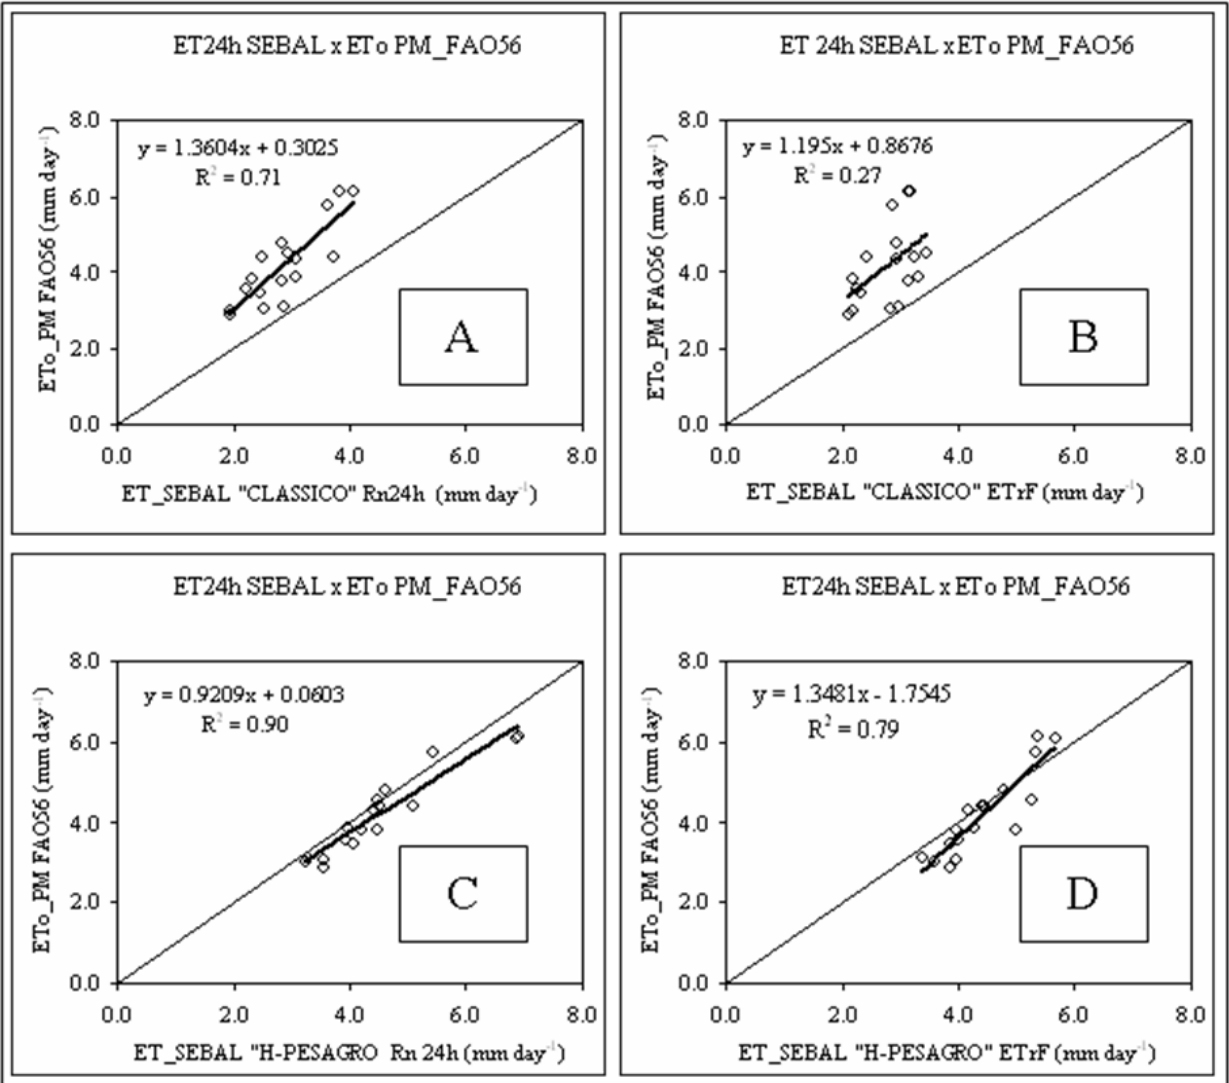 ET24h SEBAL x ETo PM_FAO56
ETo_PM FAO56 (mm day⁻¹)
y = 1.3604x + 0.3025
R² = 0.71
8.0
6.0
4.0
2.0
0.0
A
0.0 2.0 4.0 6.0 8.0
ET_SEBAL "CLASSICO" Rn24h (mm day⁻¹)
ET 24h SEBAL x ETo PM_FAO56
ETo_PM FAO56 (mm day⁻¹)
y = 1.195x + 0.8676
R² = 0.27
8.0
6.0
4.0
2.0
0.0
B
0.0 2.0 4.0 6.0 8.0
ET_SEBAL "CLASSICO" ETrF (mm day⁻¹)
ET24h SEBAL x ETo PM_FAO56
ETo_PM FAO56 (mm day⁻¹)
y = 0.9209x + 0.0603
R² = 0.90
8.0
6.0
4.0
2.0
0.0
C
0.0 2.0 4.0 6.0 8.0
ET_SEBAL "H-PESAGRO Rn 24h (mm day⁻¹)
ET24h SEBAL x ETo PM_FAO56
ETo_PM FAO56 (mm day⁻¹)
y = 1.3481x - 1.7545
R² = 0.79
8.0
6.0
4.0
2.0
0.0
D
0.0 2.0 4.0 6.0 8.0
ET_SEBAL "H-PESAGRO" ETrF (mm day⁻¹)